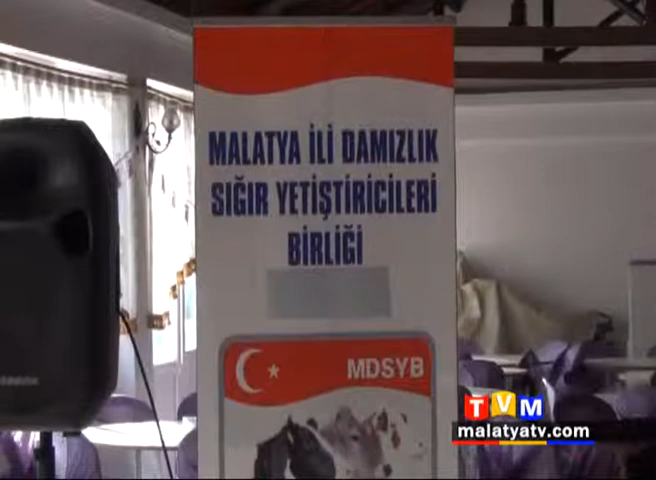 MALATYA İLİ DAMIZLIK
SIĞIR YETİŞTİRİCİLERİ
BİRLİĞİ
MDSYB
TVM
malatyatv.com